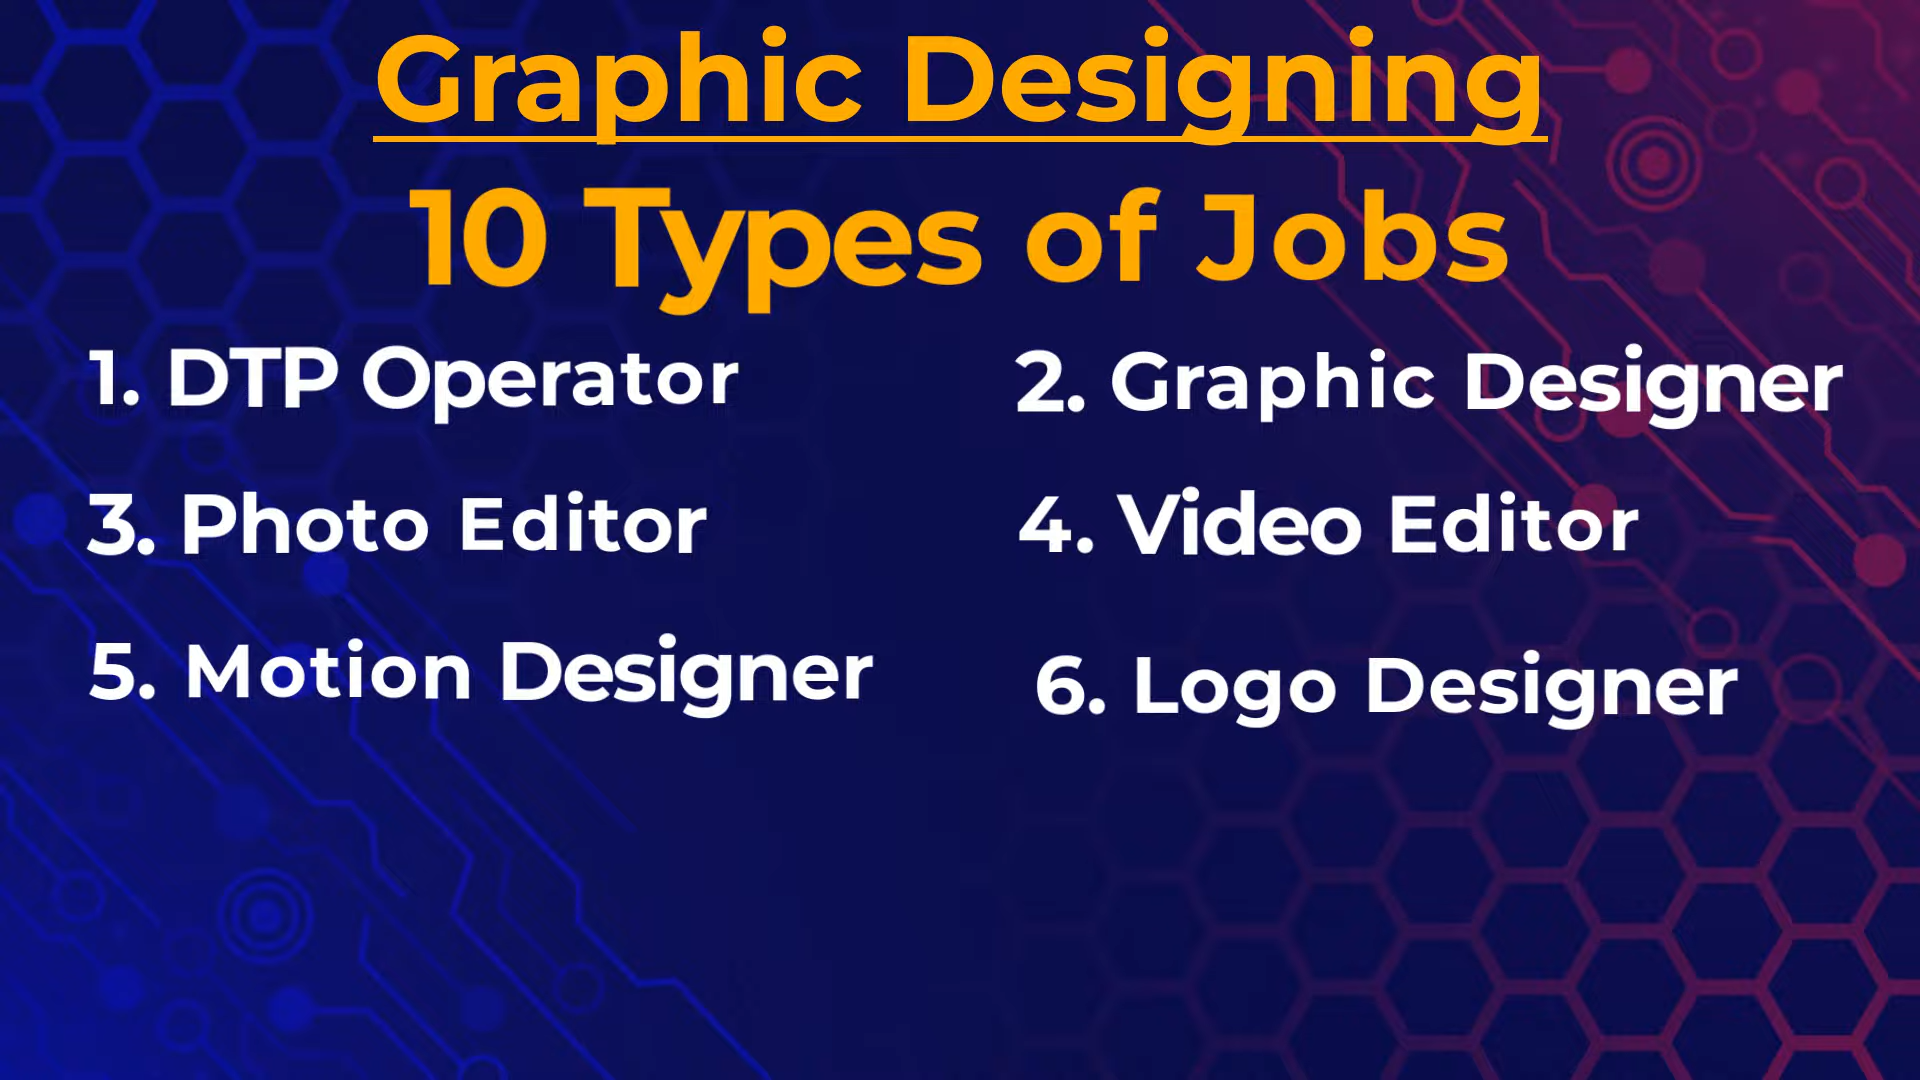 Graphic Designing
10 Types of Jobs
1. DTP Operator
2. Graphic Designer
3. Photo Editor
4. Video Editor
5. Motion Designer
6. Logo Designer